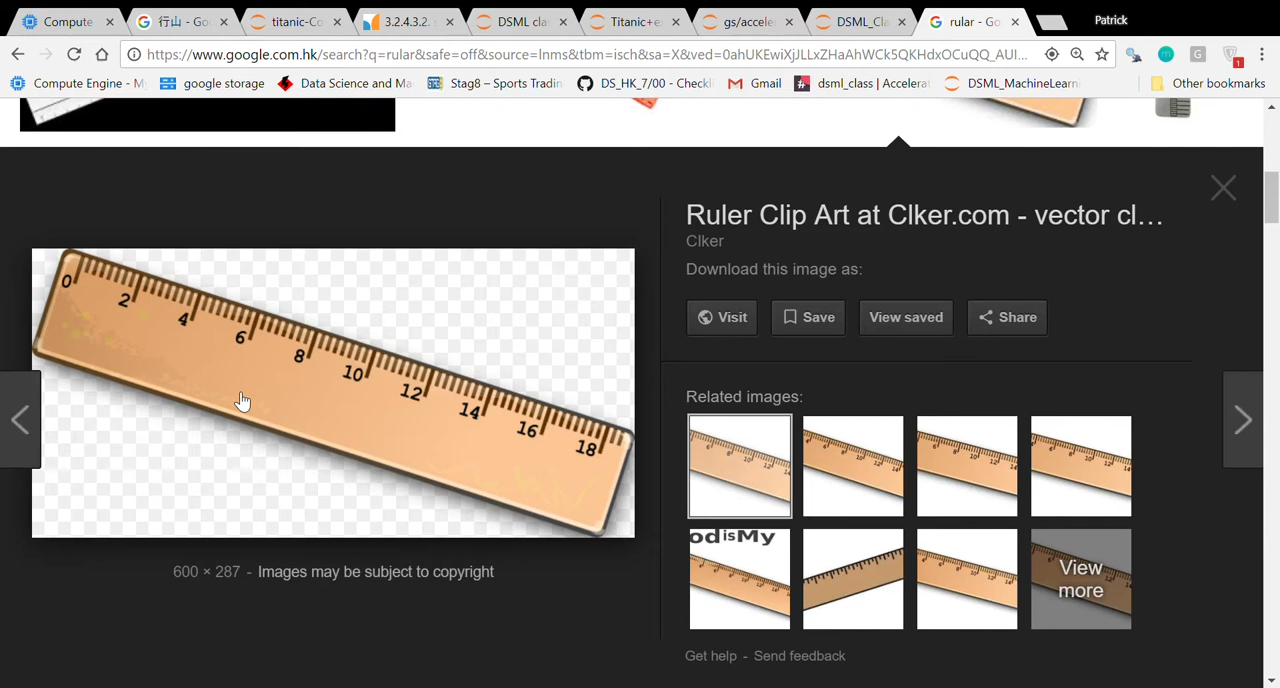 Compute
行山 - Go
titanic-Co
3.2.4.3.2.
DSML cla
Titanic+e
gs/accele
DSML_Cla
rular - Go
Patrick
https://www.google.com.hk/search?q=rular&safe=off&source=lnms&tbm=isch&sa=X&ved=0ahUKEwiXjJLLxZHaAhWCk5QKHdxOCuQQ_AUI...
Compute Engine - My
google storage
Data Science and Ma
Stag8 – Sports Tradin
DS_HK_7/00 - Checkl
Gmail
dsml_class | Accelerat
DSML_MachineLearni
Other bookmarks
G
1
Ruler Clip Art at Clker.com - vector cl…
Clker
Download this image as:
Visit
Save
View saved
Share
0 2 4 6 8 10 12 14 16 18
Related images:
odisMy
View
more
600 × 287 - Images may be subject to copyright
Get help - Send feedback